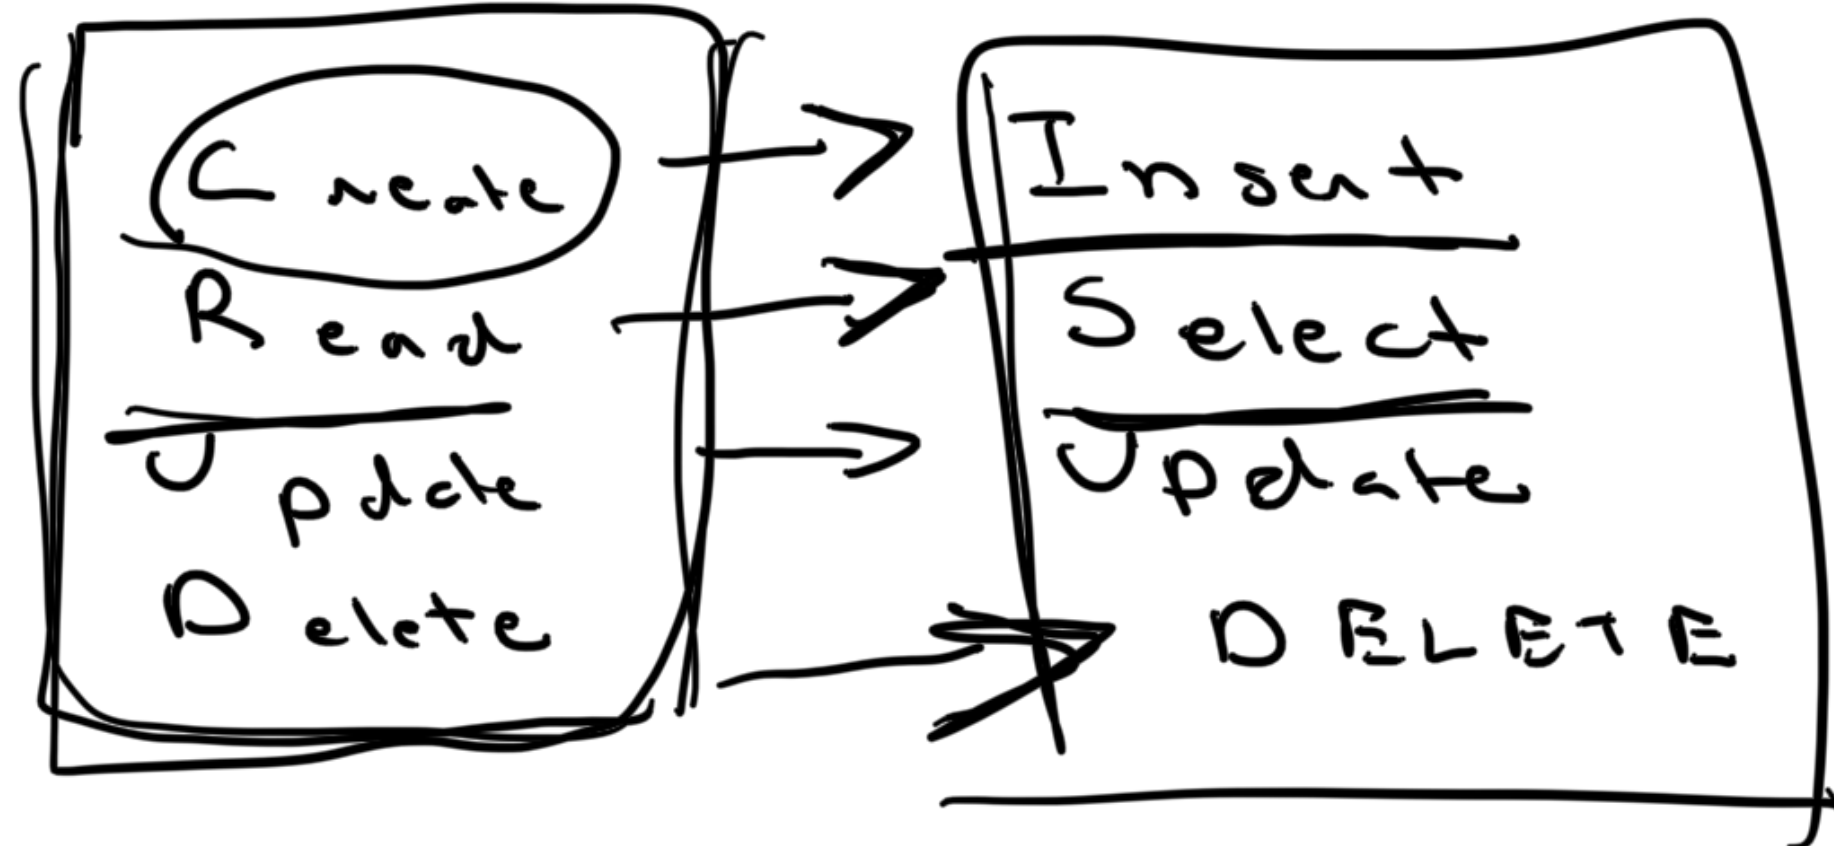 Create
Read
Update
Delete
Insert
Select
Update
DELETE